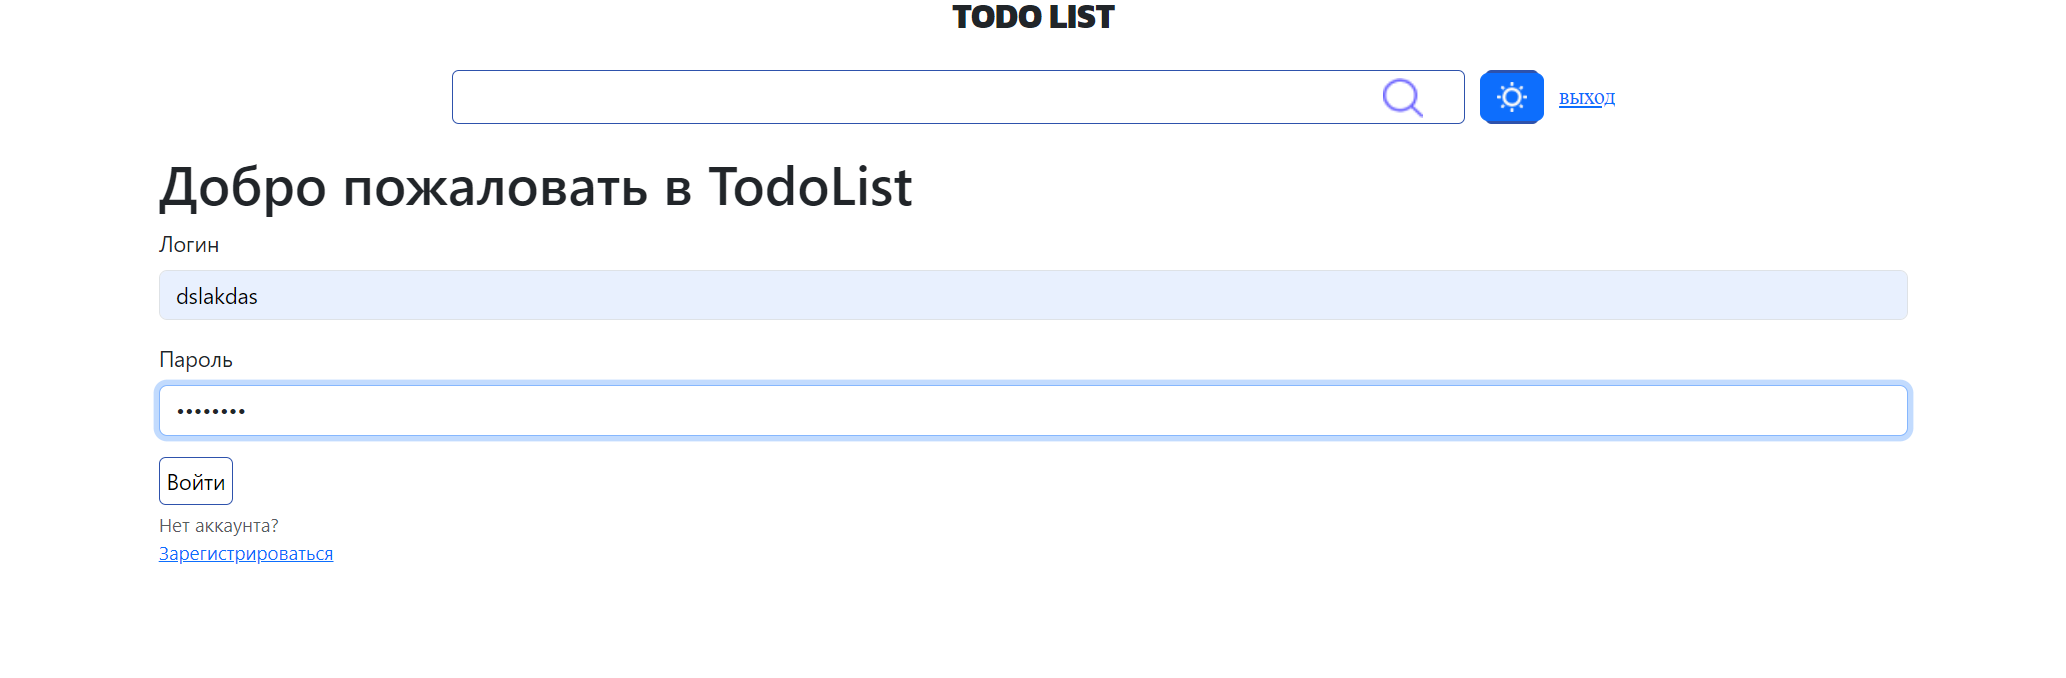 TODO LIST
выход
Добро пожаловать в TodoList
Логин
dslakdas
Пароль
••••••••
Войти
Нет аккаунта?
Зарегистрироваться